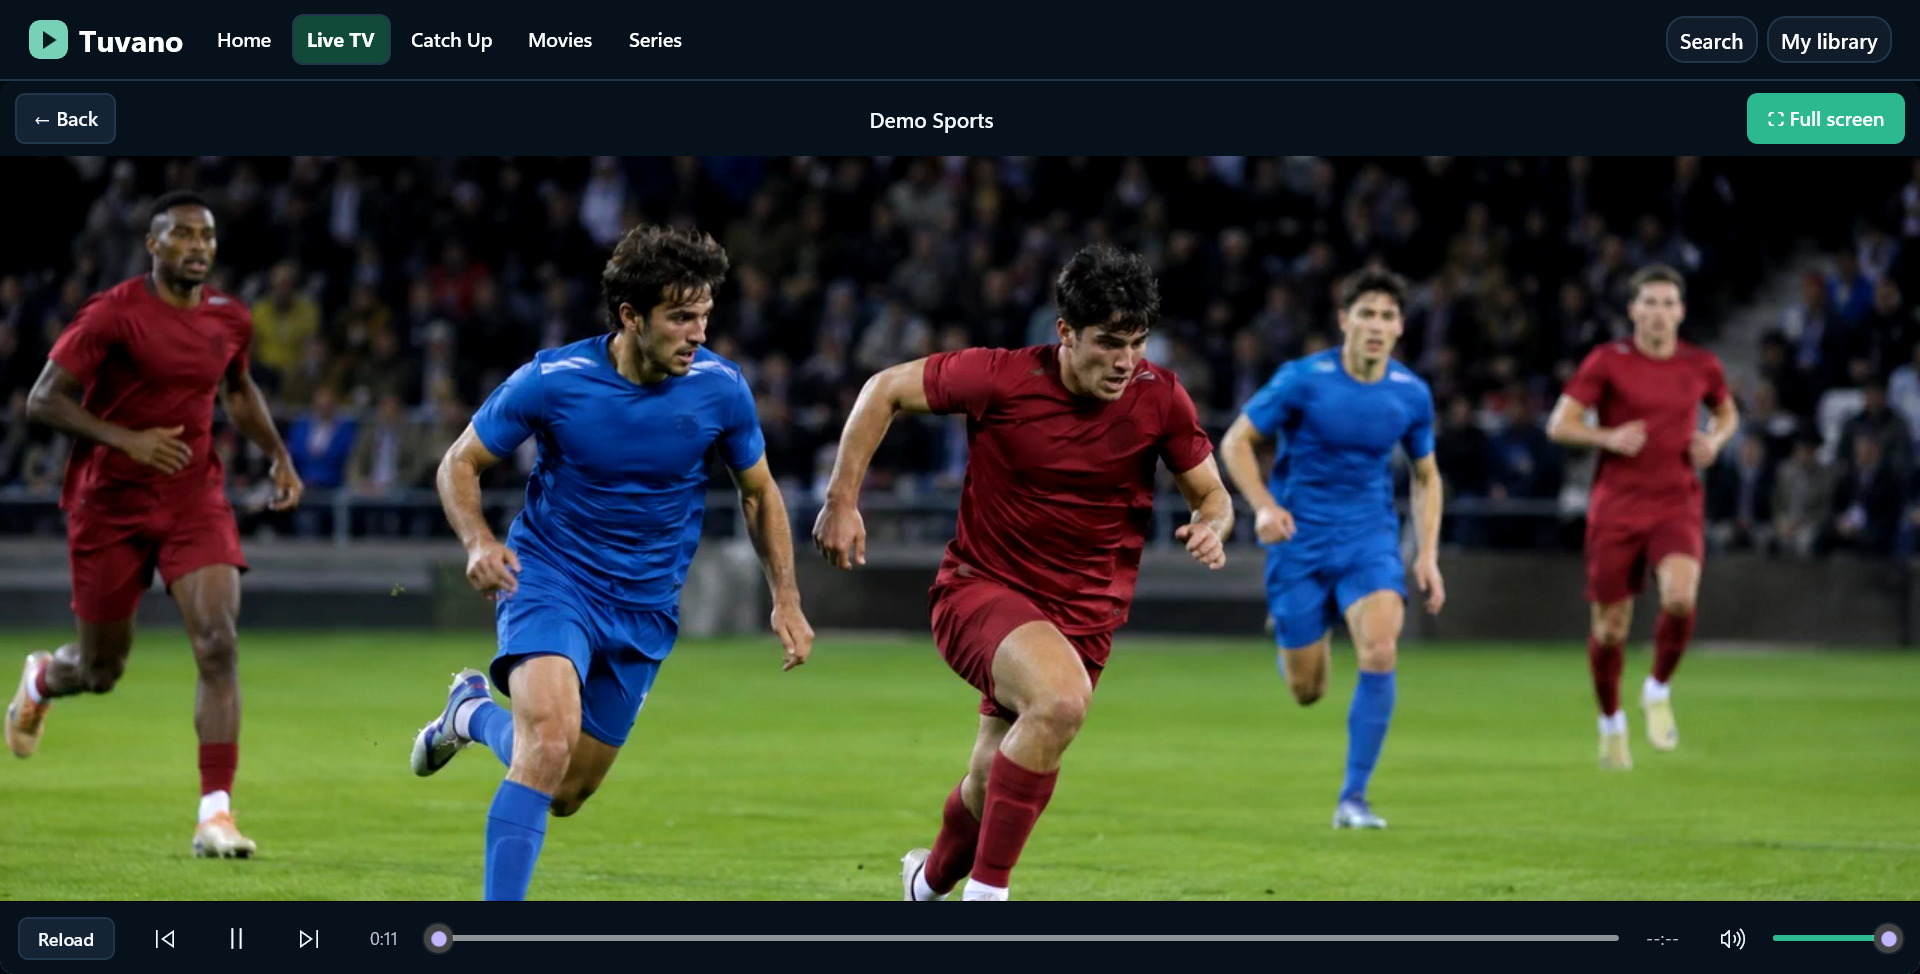 Tuvano
Home
Live TV
Catch Up
Movies
Series
Search
My library
← Back
Demo Sports
Full screen
Reload
0:11
--:--